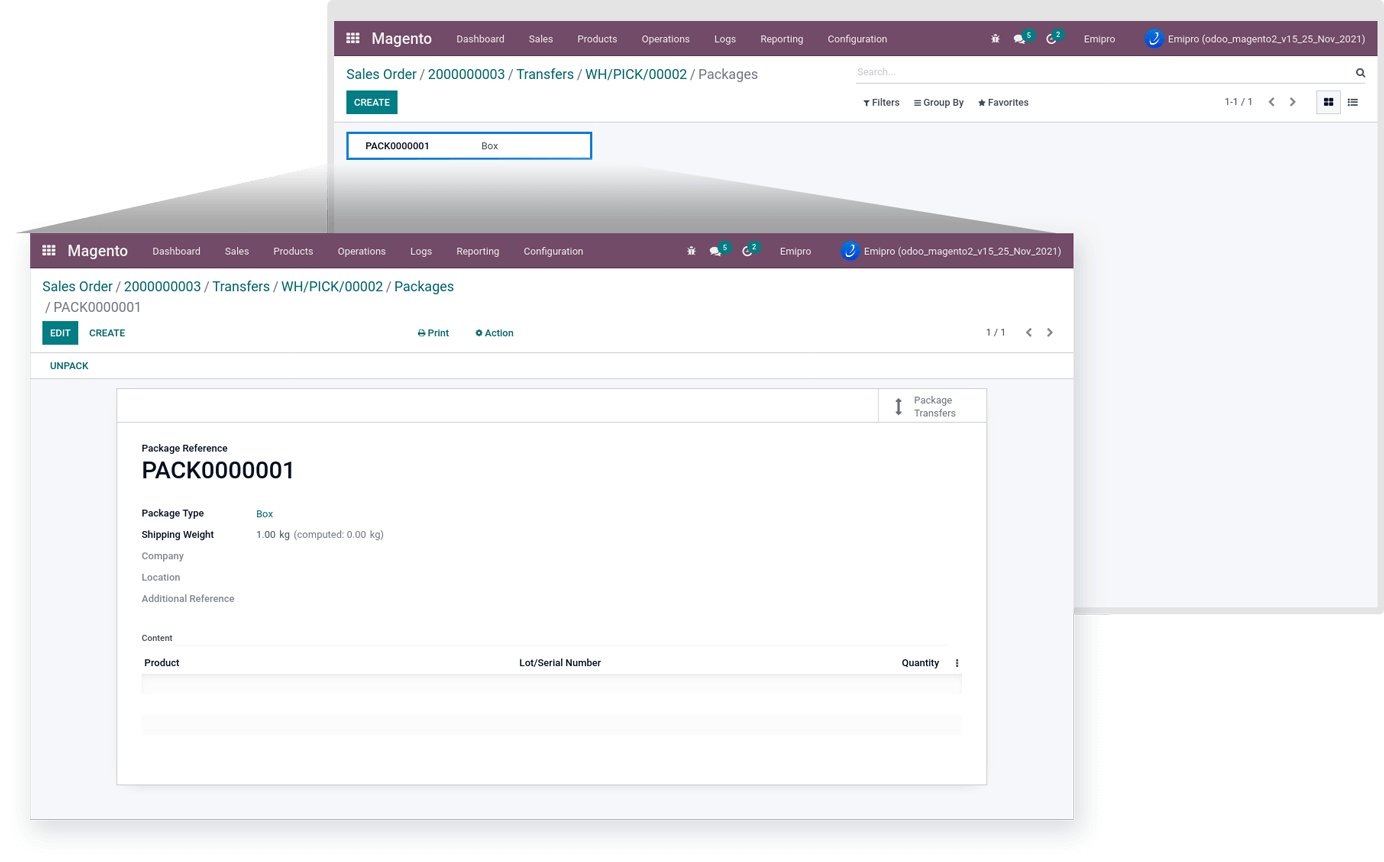 Magento Dashboard Sales Products Operations Logs Reporting Configuration 5 2 Emipro Emipro (odoo_magento2_v15_25_Nov_2021)
Sales Order / 2000000003 / Transfers / WH/PICK/00002 / Packages Search...
CREATE Filters Group By Favorites 1-1 / 1
PACK0000001 Box
Magento Dashboard Sales Products Operations Logs Reporting Configuration 5 2 Emipro Emipro (odoo_magento2_v15_25_Nov_2021)
Sales Order / 2000000003 / Transfers / WH/PICK/00002 / Packages
/ PACK0000001
EDIT CREATE Print Action 1 / 1
UNPACK
Package
Transfers
Package Reference
PACK0000001
Package Type Box
Shipping Weight 1.00 kg (computed: 0.00 kg)
Company
Location
Additional Reference
Content
Product Lot/Serial Number Quantity